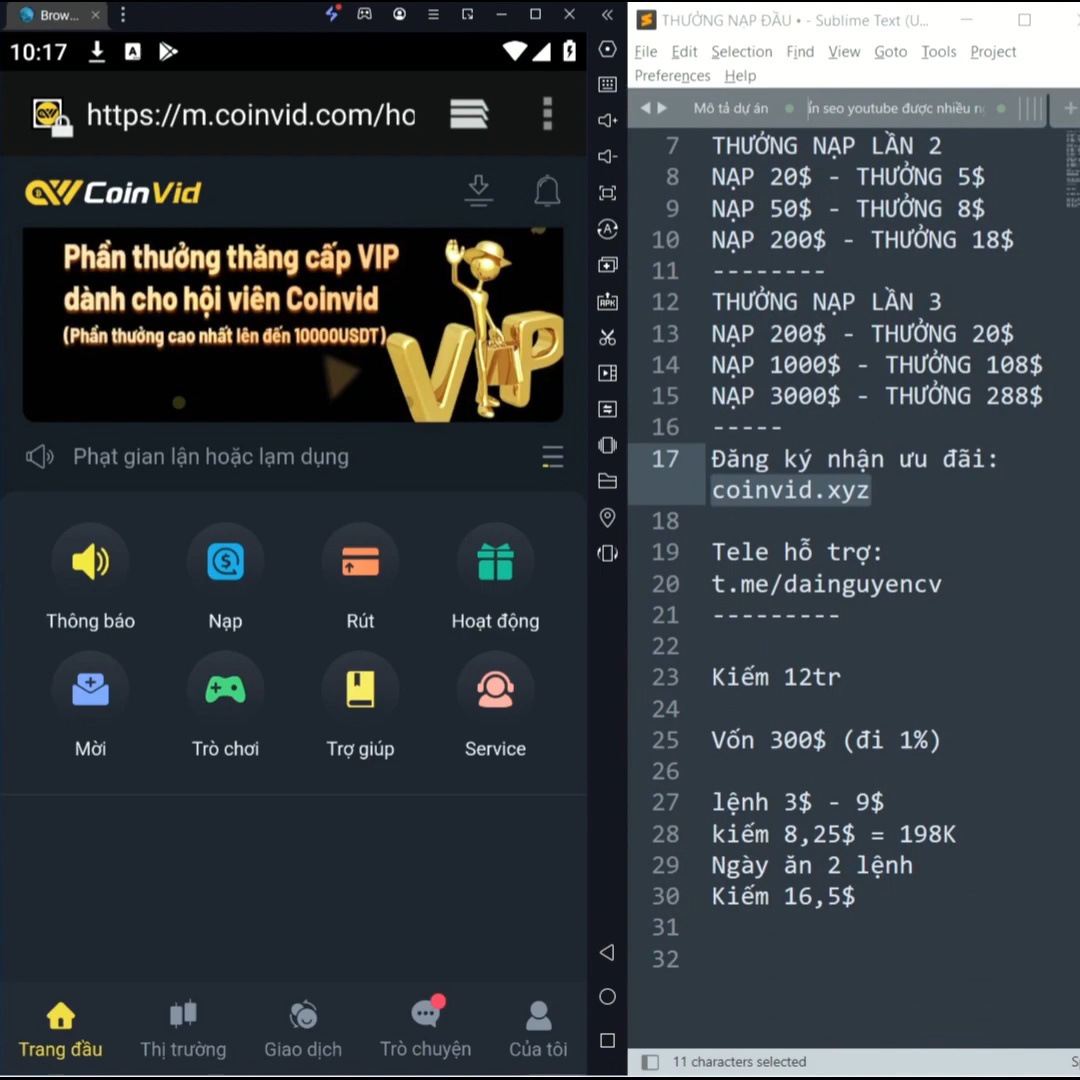 Brow...
10:17
https://m.coinvid.com/ho
CoinVid
Phần thưởng thăng cấp VIP
dành cho hội viên Coinvid
(Phần thưởng cao nhất lên đến 10000USDT)
VIP
Phạt gian lận hoặc lạm dụng
Thông báo
Nạp
Rút
Hoạt động
Mời
Trò chơi
Trợ giúp
Service
Trang đầu
Thị trường
Giao dịch
Trò chuyện
Của tôi
APK
THƯỞNG NẠP ĐẦU • - Sublime Text (U...
File Edit Selection Find View Goto Tools Project
Preferences Help
Mô tả dự án
ẩn seo youtube được nhiều
7 THƯỞNG NẠP LẦN 2
8 NẠP 20$ - THƯỞNG 5$
9 NẠP 50$ - THƯỞNG 8$
10 NẠP 200$ - THƯỞNG 18$
11 --------
12 THƯỞNG NẠP LẦN 3
13 NẠP 200$ - THƯỞNG 20$
14 NẠP 1000$ - THƯỞNG 108$
15 NẠP 3000$ - THƯỞNG 288$
16 -----
17 Đăng ký nhận ưu đãi:
coinvid.xyz
18
19 Tele hỗ trợ:
20 t.me/dainguyencv
21 ---------
22
23 Kiếm 12tr
24
25 Vốn 300$ (đi 1%)
26
27 lệnh 3$ - 9$
28 kiếm 8,25$ = 198K
29 Ngày ăn 2 lệnh
30 Kiếm 16,5$
31
32
11 characters selected